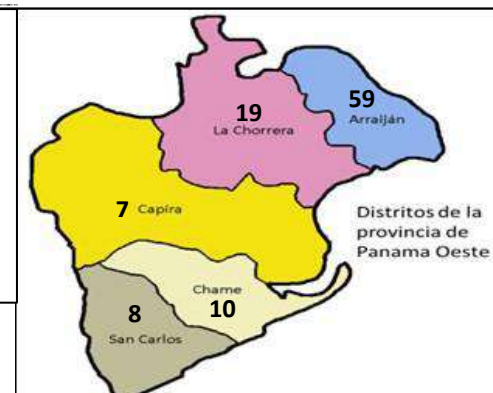 19
La Chorrera
59
Arraiján
7 Capira
Distritos de la
provincia de
Panama Oeste
Chame
10
8
San Carlos